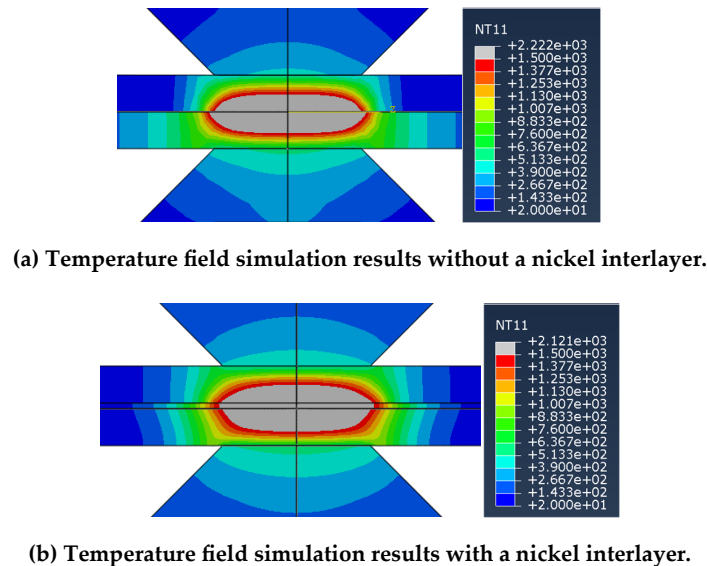 NT11
+2.222e+03
+1.500e+03
+1.377e+03
+1.253e+03
+1.130e+03
+1.007e+03
+8.833e+02
+7.600e+02
+6.367e+02
+5.133e+02
+3.900e+02
+2.667e+02
+1.433e+02
+2.000e+01
(a) Temperature field simulation results without a nickel interlayer.
NT11
+2.121e+03
+1.500e+03
+1.377e+03
+1.253e+03
+1.130e+03
+1.007e+03
+8.833e+02
+7.600e+02
+6.367e+02
+5.133e+02
+3.900e+02
+2.667e+02
+1.433e+02
+2.000e+01
(b) Temperature field simulation results with a nickel interlayer.